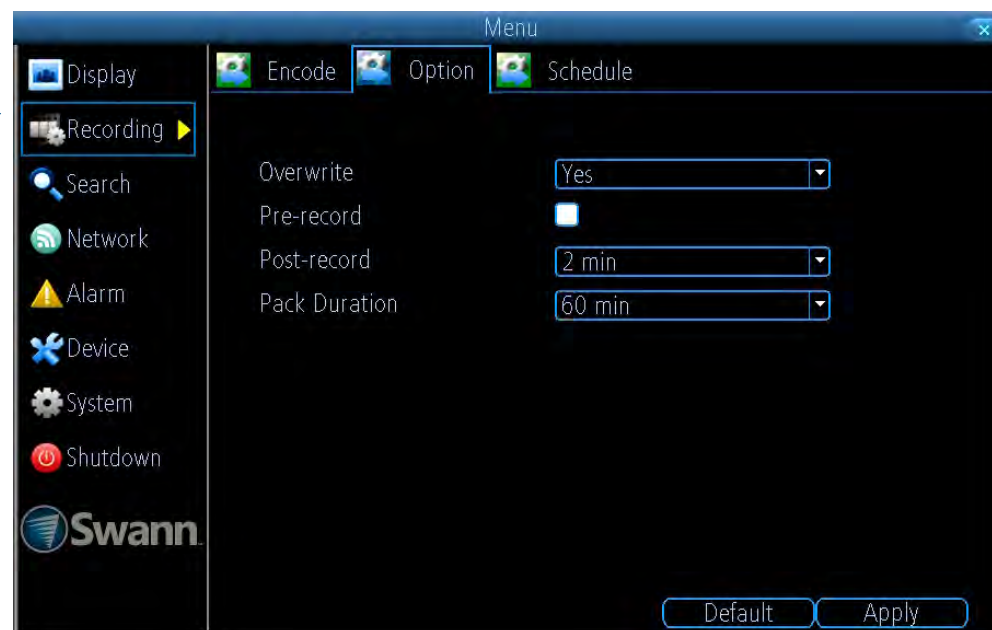 Menu
Display
Recording
Search
Network
Alarm
Device
System
Shutdown
Swann
Encode
Option
Schedule
Overwrite
Yes
Pre-record
Post-record
2 min
Pack Duration
60 min
Default
Apply